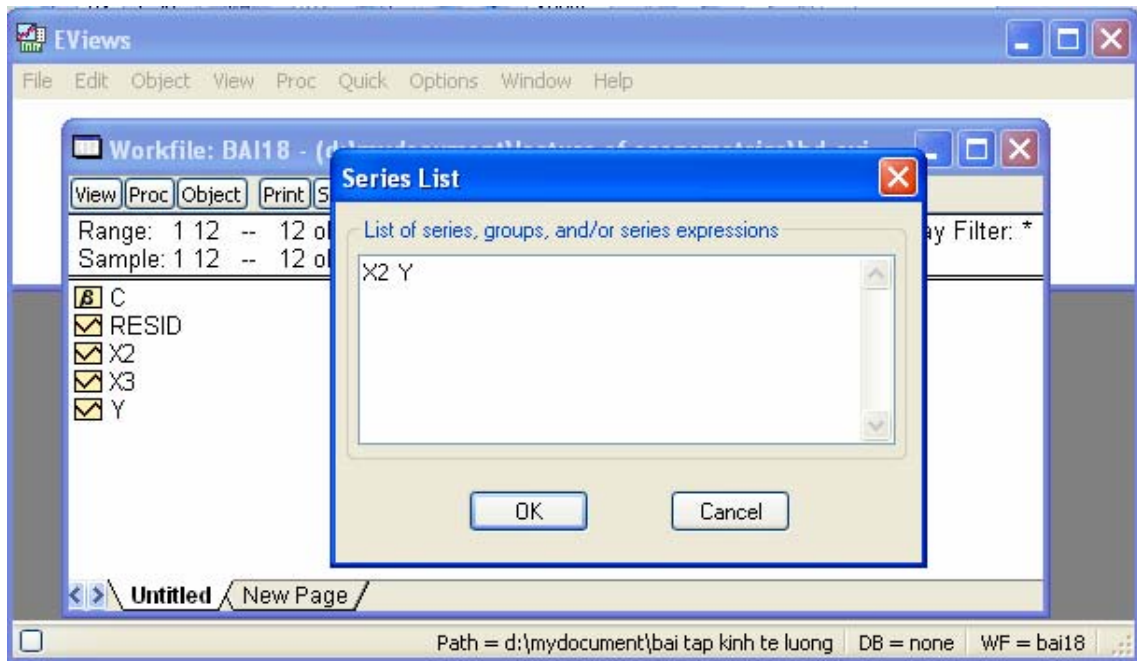 EViews
File Edit Object View Proc Quick Options Window Help
Workfile: BAI18 - (
View Proc Object Print S
Range: 1 12 -- 12 o
Sample: 1 12 -- 12 o
ay Filter: *
Series List
List of series, groups, and/or series expressions
X2 Y
OK Cancel
β C
RESID
X2
X3
Y
Untitled New Page
Path = d:\mydocument\bai tap kinh te luong DB = none WF = bai18